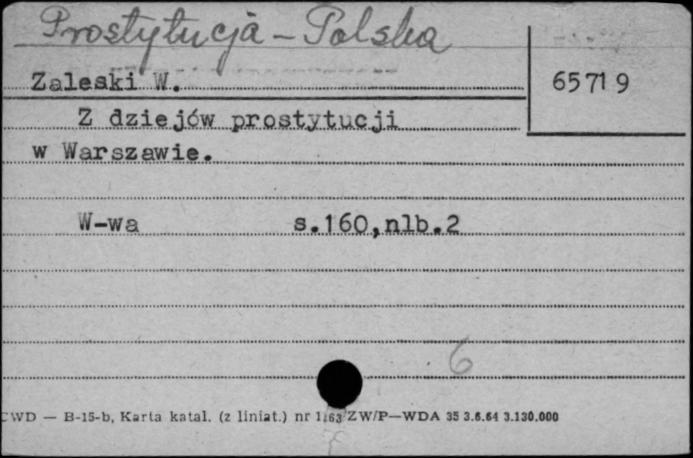 Prostytucja - Polska
Zaleski W.
65719
Z dziejów prostytucji
w Warszawie.
W-wa s.160,nlb.2
6
CWD — B-15-b, Karta katal. (z liniat.) nr 1/63 ZW/P—WDA 35 3.6.64 3.130.000